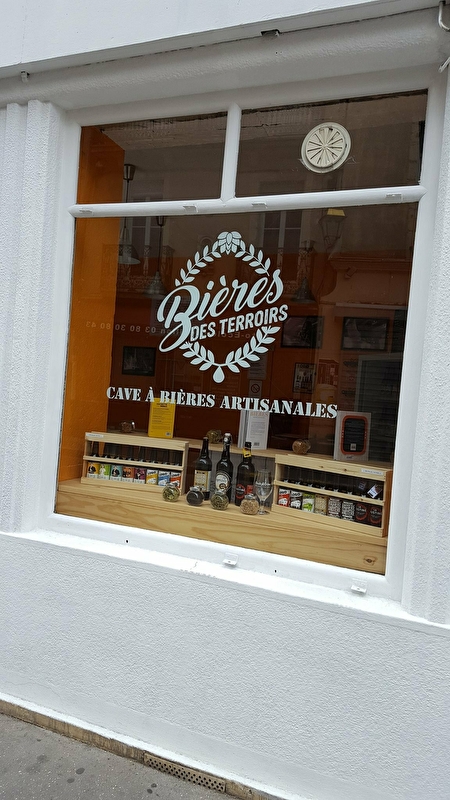 Bières
DES TERROIRS
CAVE À BIÈRES ARTISANALES